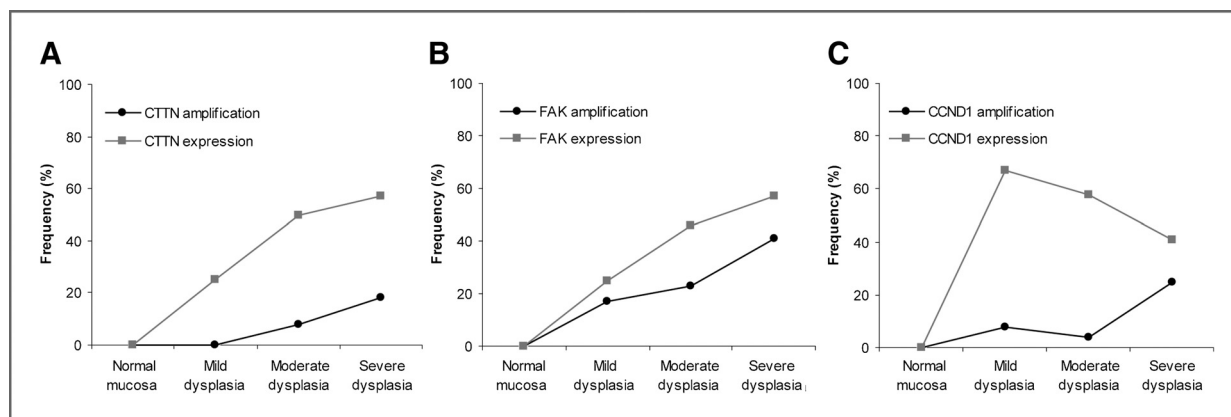 A
100
80
60
40
20
0
Frequency (%)
CTTN amplification
CTTN expression
Normal mucosa
Mild dysplasia
Moderate dysplasia
Severe dysplasia
B
100
80
60
40
20
0
Frequency (%)
FAK amplification
FAK expression
Normal mucosa
Mild dysplasia
Moderate dysplasia
Severe dysplasia
C
100
80
60
40
20
0
Frequency (%)
CCND1 amplification
CCND1 expression
Normal mucosa
Mild dysplasia
Moderate dysplasia
Severe dysplasia